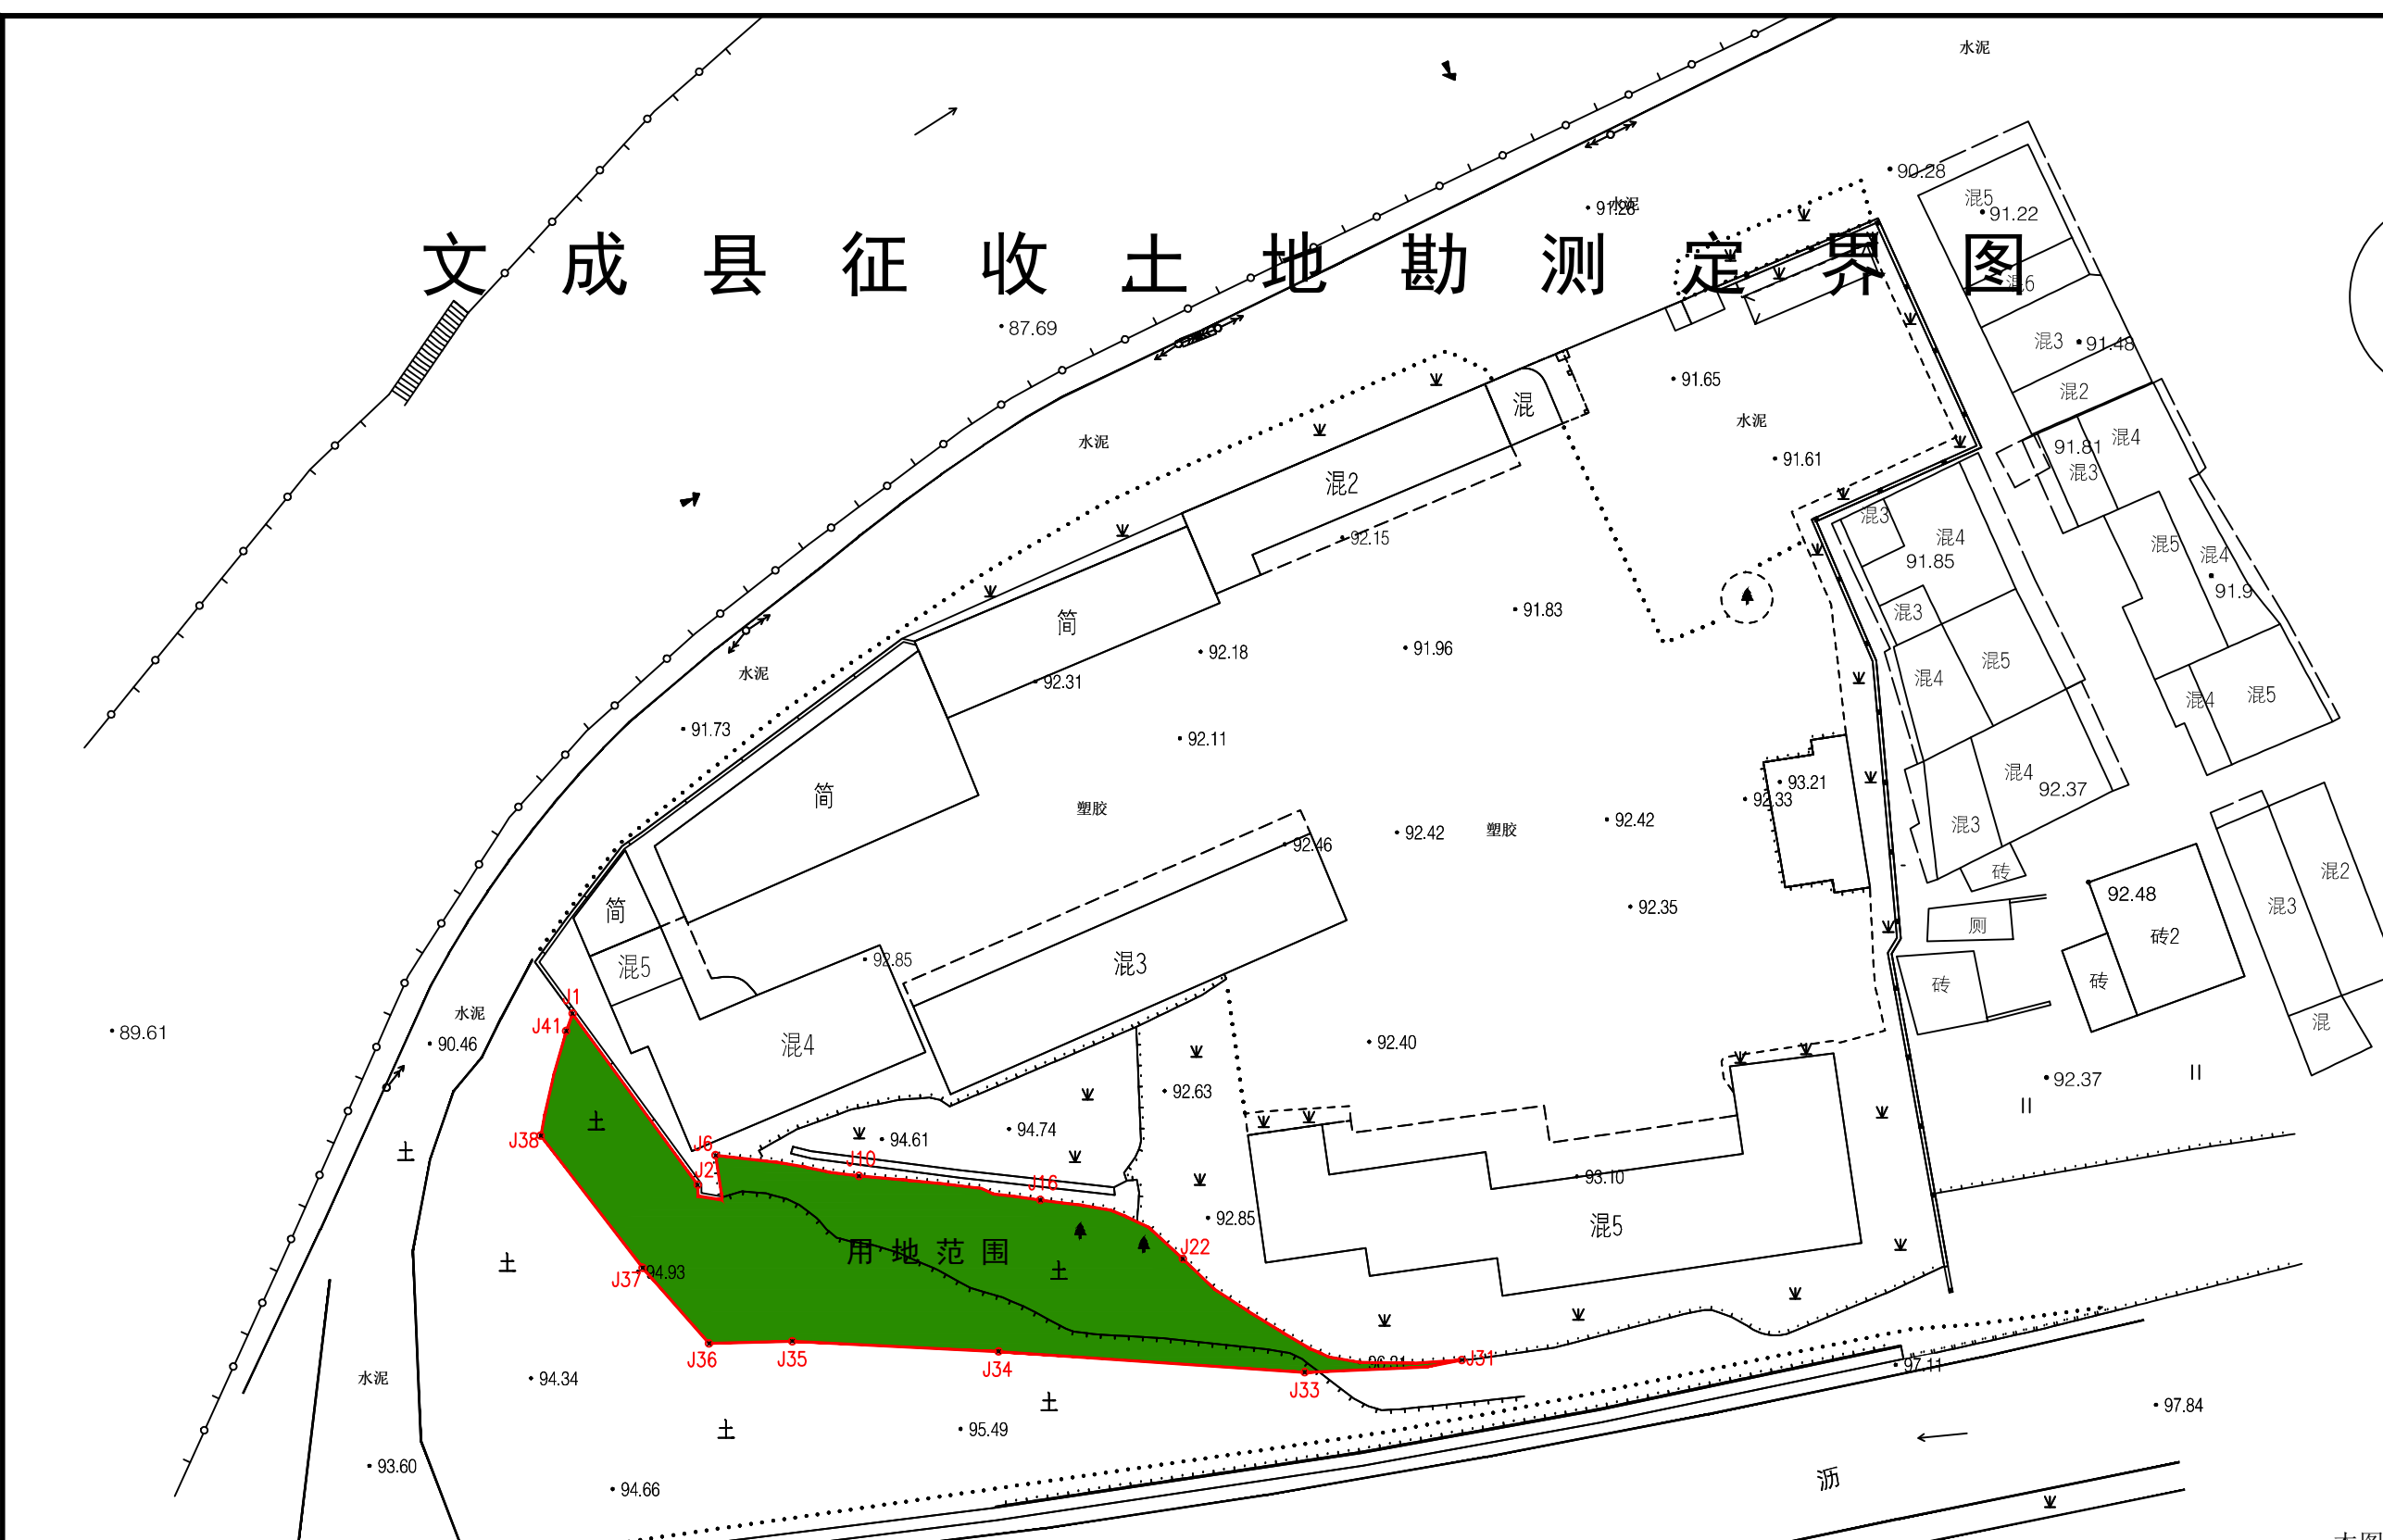 水泥
90.28
混5
91.22
水泥
文成县征收土地勘测定界图
混6
87.69
混3
91.48
91.65
混2
混
水泥
水泥
91.61
91.81
混4
混3
混2
混3
92.15
混4
91.85
混5
混4
91.9
91.83
混3
简
92.18
91.96
混5
混4
92.31
混4
混5
水泥
91.73
92.11
混4
92.37
93.21
92.33
简
塑胶
92.42
塑胶
92.42
混3
92.46
砖
混2
92.48
简
92.35
混3
厕
砖2
92.85
混3
混5
砖
砖
J1
水泥
J41
混
89.61
90.46
92.40
混4
92.37
92.63
土
94.74
J38
94.61
J6
土
J10
J2
93.10
J16
92.85
混5
J22
用地范围
土
土
J37
94.93
J36
J35
J34
96.21
J31
97.11
水泥
94.34
J33
土
97.84
土
95.49
93.60
沥
94.66